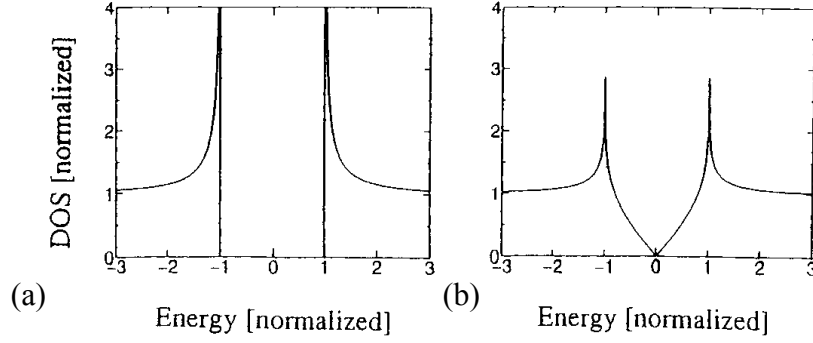 4 4
3 3
2 2
1 1
0 0
-3 -2 -1 0 1 2 3 -3 -2 -1 0 1 2 3
DOS [normalized]
(a) (b)
Energy [normalized] Energy [normalized]